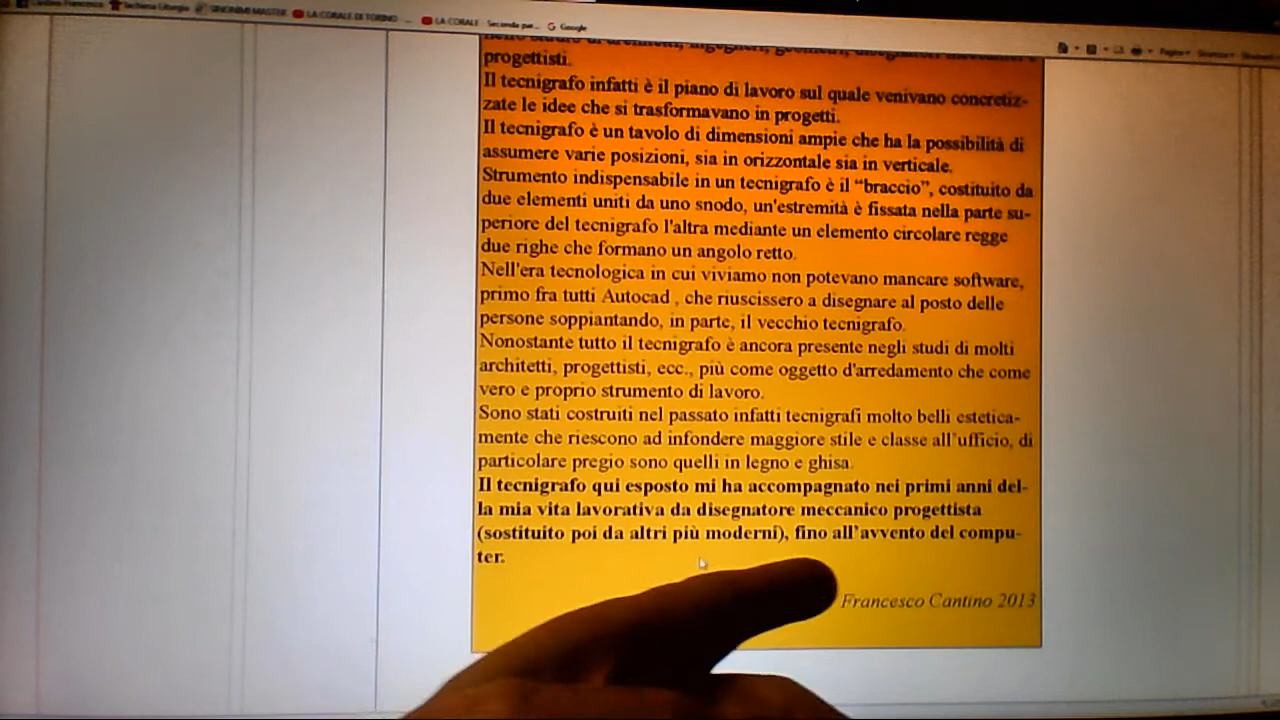 SINONIMI MASTER
LA CORALE DI TORINO - ...
LA CORALE - Seconda par...
Google
progettisti.
Il tecnigrafo infatti è il piano di lavoro sul quale venivano concretiz-
zate le idee che si trasformavano in progetti.
Il tecnigrafo è un tavolo di dimensioni ampie che ha la possibilità di
assumere varie posizioni, sia in orizzontale sia in verticale.
Strumento indispensabile in un tecnigrafo è il “braccio”, costituito da
due elementi uniti da uno snodo, un'estremità è fissata nella parte su-
periore del tecnigrafo l'altra mediante un elemento circolare regge
due righe che formano un angolo retto.
Nell'era tecnologica in cui viviamo non potevano mancare software,
primo fra tutti Autocad , che riuscissero a disegnare al posto delle
persone soppiantando, in parte, il vecchio tecnigrafo.
Nonostante tutto il tecnigrafo è ancora presente negli studi di molti
architetti, progettisti, ecc., più come oggetto d'arredamento che come
vero e proprio strumento di lavoro.
Sono stati costruiti nel passato infatti tecnigrafi molto belli estetica-
mente che riescono ad infondere maggiore stile e classe all’ufficio, di
particolare pregio sono quelli in legno e ghisa.
Il tecnigrafo qui esposto mi ha accompagnato nei primi anni del-
la mia vita lavorativa da disegnatore meccanico progettista
(sostituito poi da altri più moderni), fino all’avvento del compu-
ter.
Francesco Cantino 2013